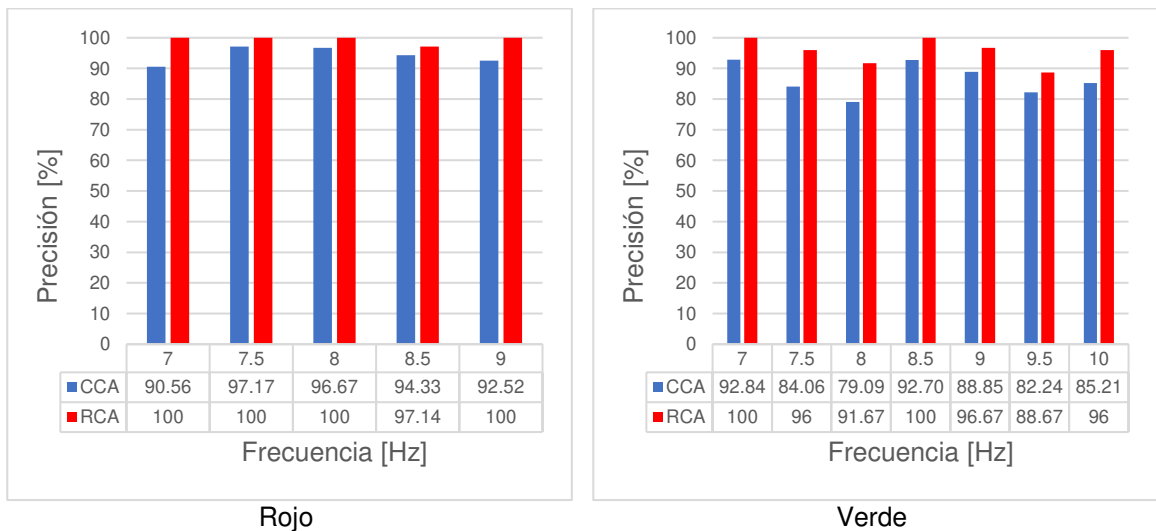 100
90
80
70
60
50
40
30
20
10
0
Precisión [%]
7 7.5 8 8.5 9
CCA 90.56 97.17 96.67 94.33 92.52
RCA 100 100 100 97.14 100
Frecuencia [Hz]
Rojo
100
90
80
70
60
50
40
30
20
10
0
Precisión [%]
7 7.5 8 8.5 9 9.5 10
CCA 92.84 84.06 79.09 92.70 88.85 82.24 85.21
RCA 100 96 91.67 100 96.67 88.67 96
Frecuencia [Hz]
Verde